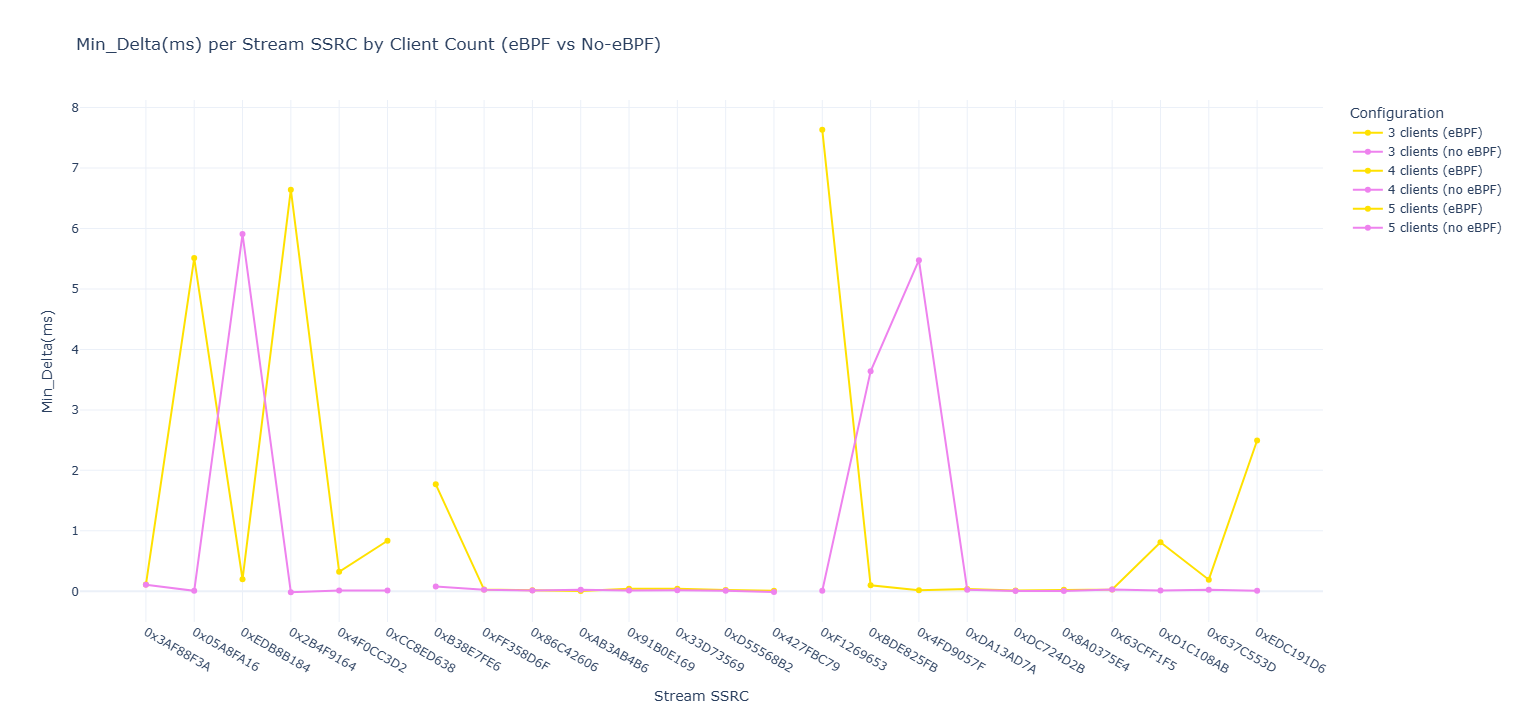 Min_Delta(ms) per Stream SSRC by Client Count (eBPF vs No-eBPF)
Configuration
3 clients (eBPF)
3 clients (no eBPF)
4 clients (eBPF)
4 clients (no eBPF)
5 clients (eBPF)
5 clients (no eBPF)
Min_Delta(ms)
8
7
6
5
4
3
2
1
0
0x3AF88F3A
0x05A8FA16
0xEDB8B184
0x2B4F9164
0x4F0CC3D2
0xCC8ED638
0xB38E7FE6
0xFF358D6F
0x86C42606
0xAB3AB4B6
0x91B0E169
0x33D73569
0xD55568B2
0x427FBC79
0xF1269653
0xBDE825FB
0x4FD9057F
0xDA13AD7A
0xDC724D2B
0x8A0375E4
0x63CFF1F5
0xD1C108AB
0x637C553D
0xEDC191D6
Stream SSRC